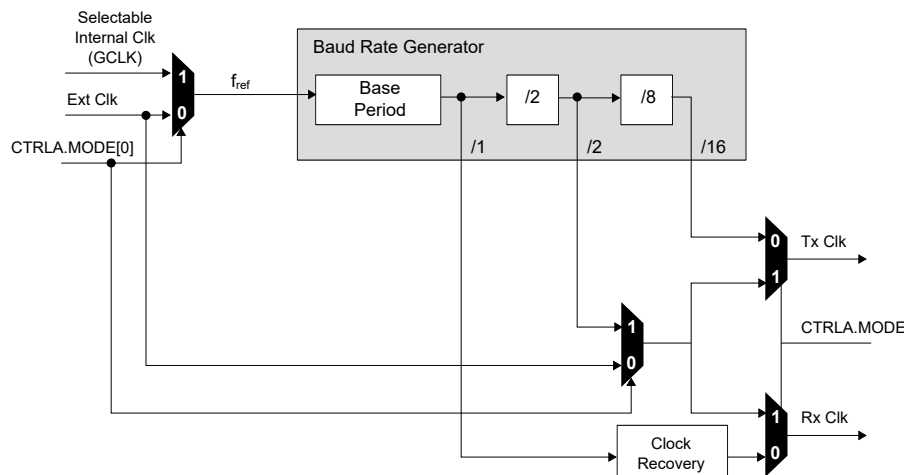 Selectable
Internal Clk
(GCLK)
Baud Rate Generator
1
fref
Base
Period
/2
/8
Ext Clk
0
CTRLA.MODE[0]
/1
/2
/16
0
Tx Clk
1
1
CTRLA.MODE
0
1
Rx Clk
Clock
Recovery
0